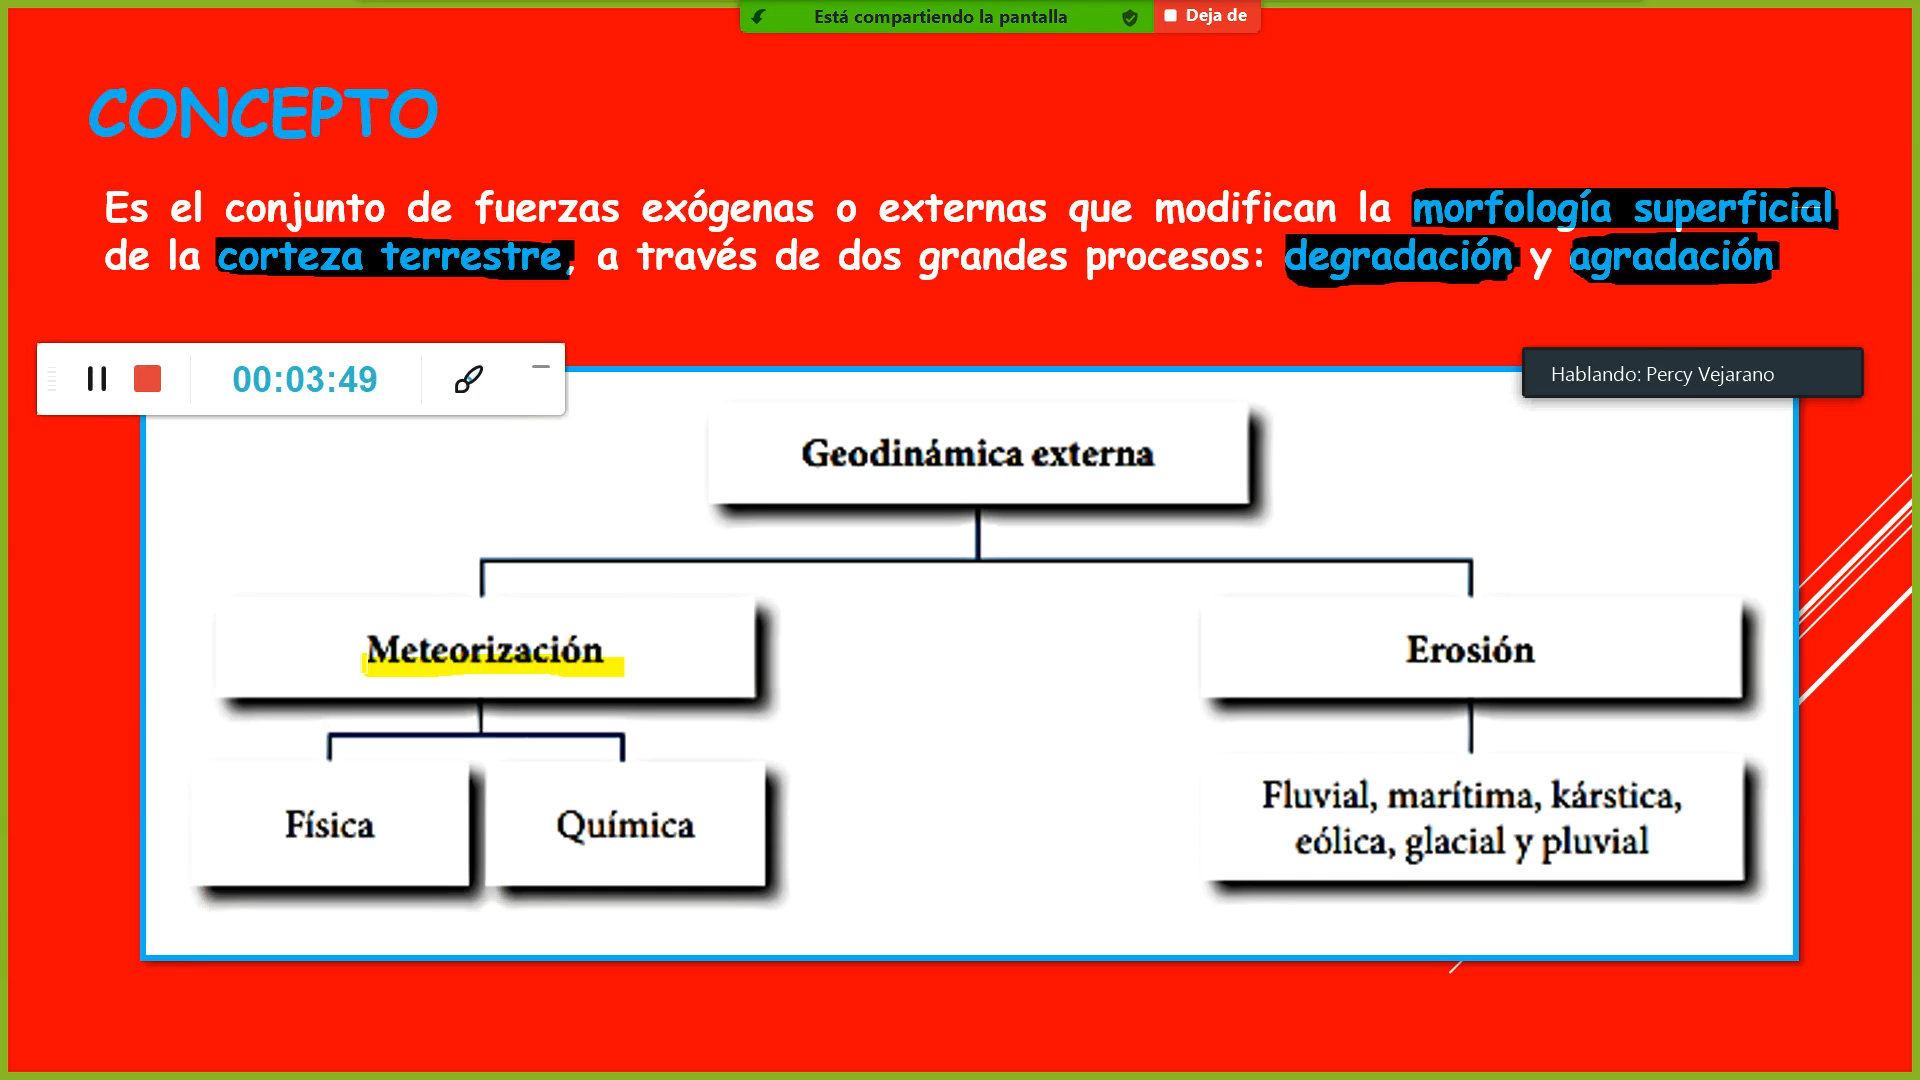 Está compartiendo la pantalla
Deja de
CONCEPTO
Es el conjunto de fuerzas exógenas o externas que modifican la morfología superficial
de la corteza terrestre, a través de dos grandes procesos: degradación y agradación
00:03:49
Hablando: Percy Vejarano
Geodinámica externa
Meteorización
Erosión
Física
Química
Fluvial, marítima, kárstica,
eólica, glacial y pluvial